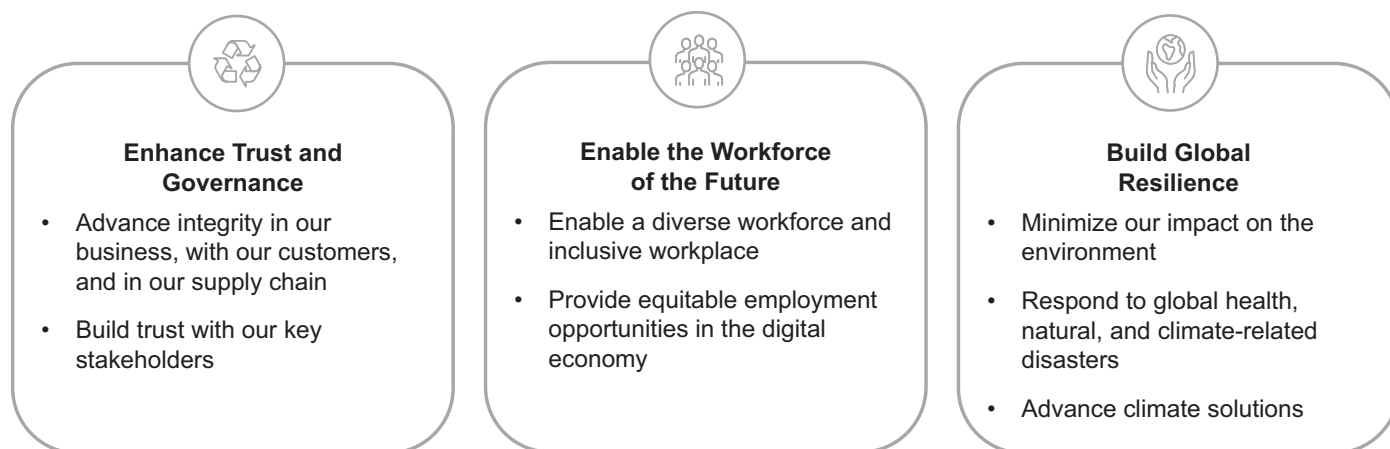 Enhance Trust and
Governance
• Advance integrity in our
business, with our customers,
and in our supply chain
• Build trust with our key
stakeholders
Enable the Workforce
of the Future
• Enable a diverse workforce and
inclusive workplace
• Provide equitable employment
opportunities in the digital
economy
Build Global
Resilience
• Minimize our impact on the
environment
• Respond to global health,
natural, and climate-related
disasters
• Advance climate solutions